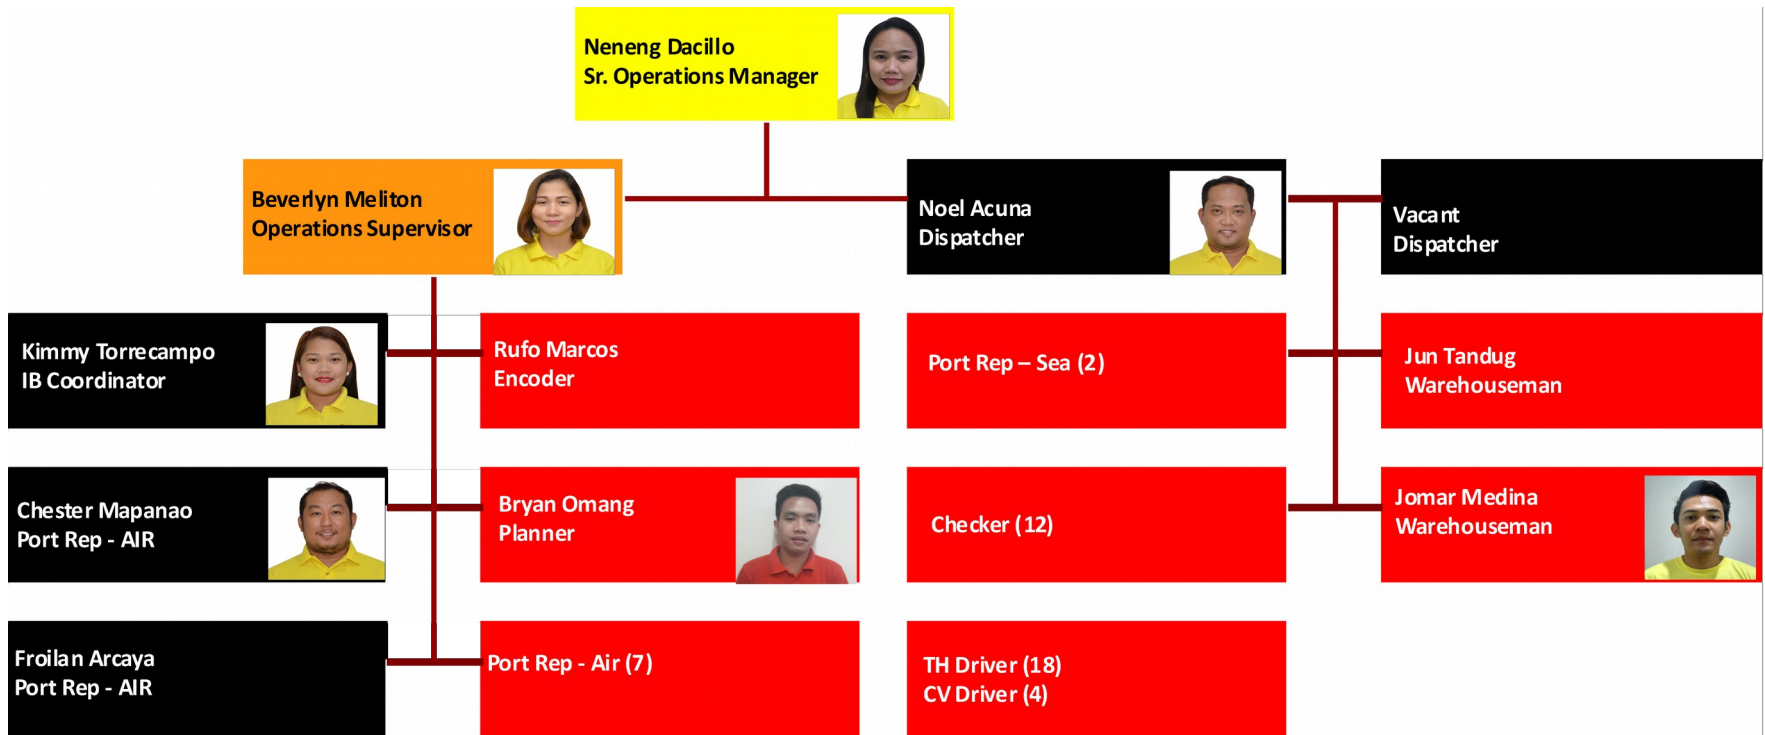 Neneng Dacillo
Sr. Operations Manager
Beverlyn Meliton
Operations Supervisor
Noel Acuna
Dispatcher
Vacant
Dispatcher
Kimmy Torrecampo
IB Coordinator
Rufo Marcos
Encoder
Port Rep – Sea (2)
Jun Tandug
Warehouseman
Chester Mapanao
Port Rep - AIR
Bryan Omang
Planner
Checker (12)
Jomar Medina
Warehouseman
Froilan Arcaya
Port Rep - AIR
Port Rep - Air (7)
TH Driver (18)
CV Driver (4)